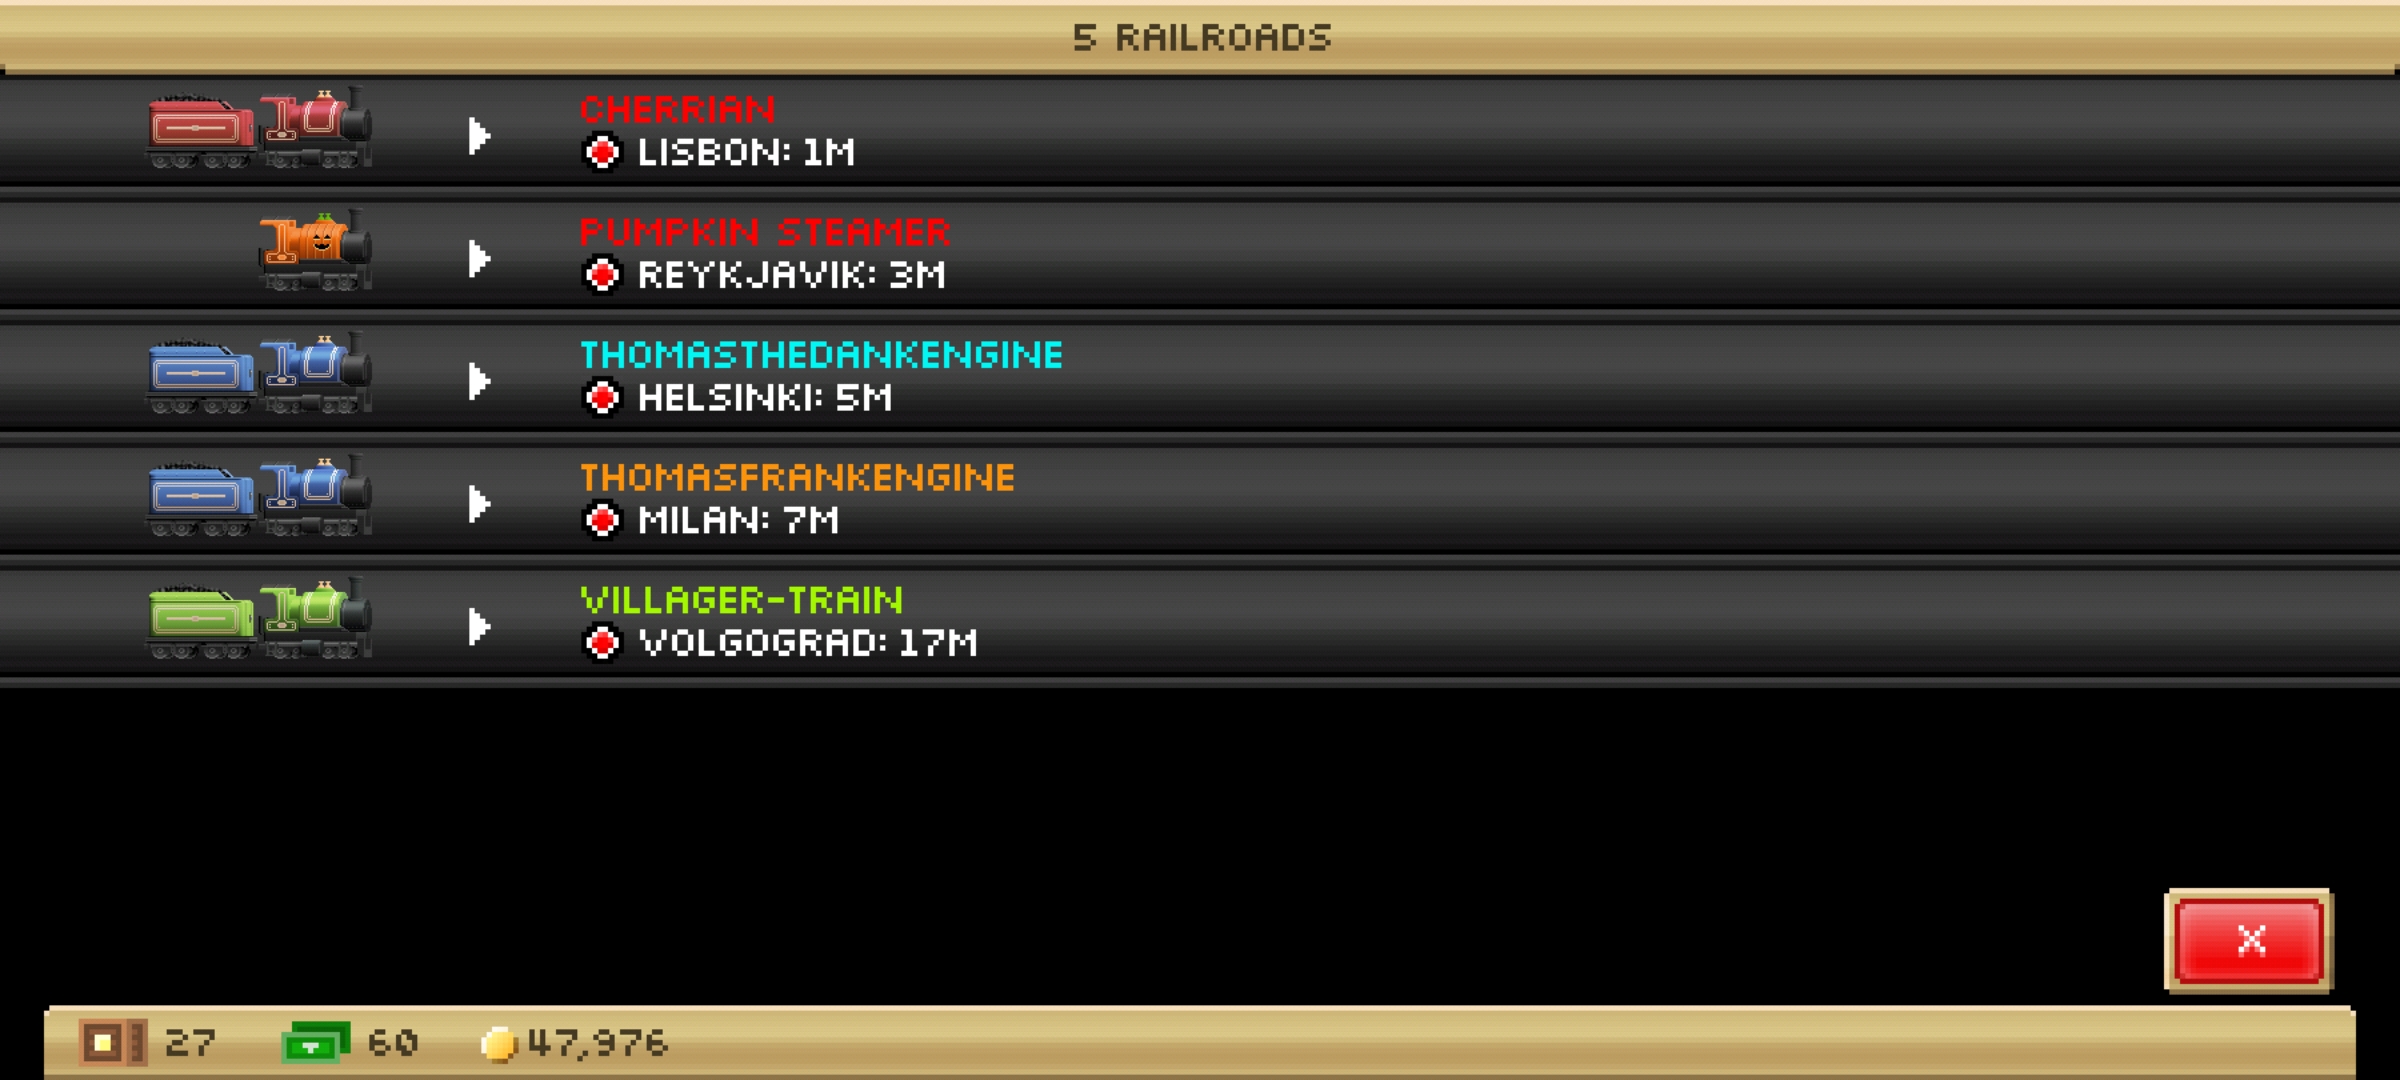 5 RAILROADS
CHERRIAN
LISBON: 1M
PUMPKIN STEAMER
REYKJAVIK: 3M
THOMASTHEDANKENGINE
HELSINKI: 5M
THOMASFRANKENGINE
MILAN: 7M
VILLAGER-TRAIN
VOLGOGRAD: 17M
X
27 60 47,976